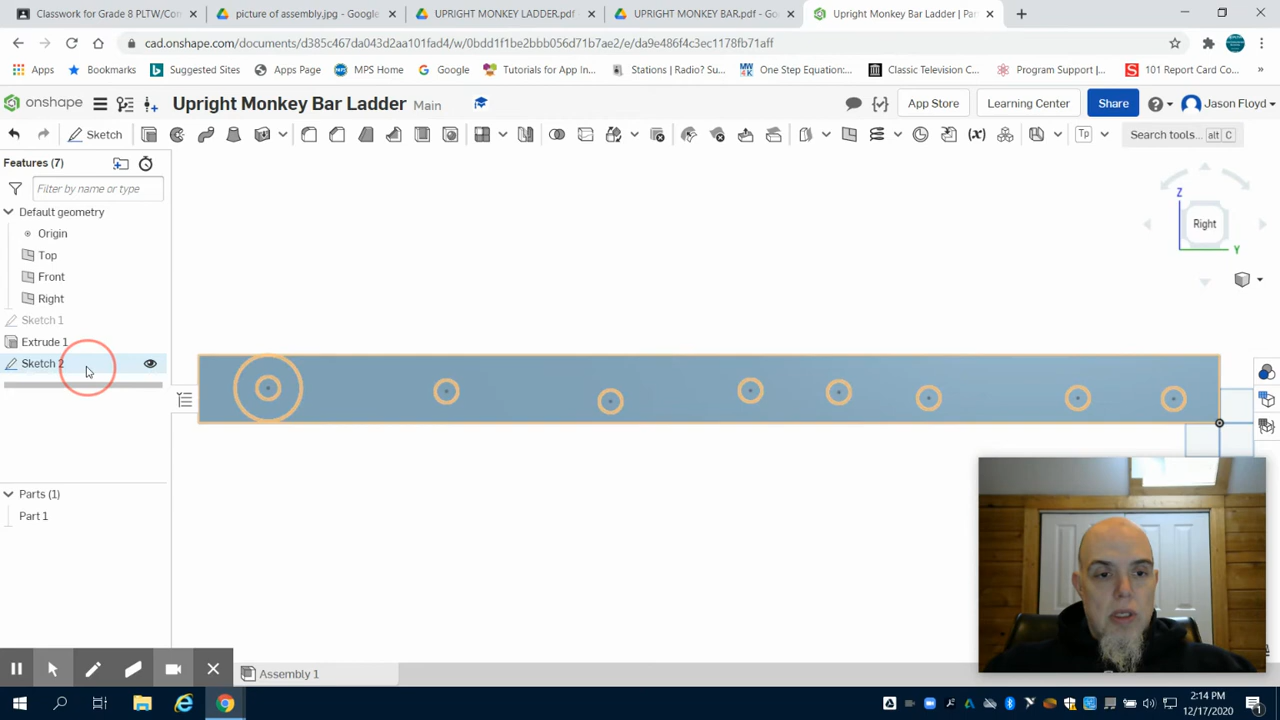 Classwork for Grade 8 PLTW/Con
picture of assembly.jpg - Google
UPRIGHT MONKEY LADDER.pdf -
UPRIGHT MONKEY BAR.pdf - Go
Upright Monkey Bar Ladder | Par
cad.onshape.com/documents/d385c467da043d2aa101fad4/w/0bdd1f1be2bbb056d71b7ae2/e/da9e486f4c3ec1178fb71aff
Apps
Bookmarks
Suggested Sites
Apps Page
MPS Home
Google
Tutorials for App In...
Stations | Radio? Su...
One Step Equation:...
Classic Television C...
Program Support |...
101 Report Card Co...
onshape
Upright Monkey Bar Ladder Main
App Store
Learning Center
Share
Jason Floyd
Sketch
Tp
Search tools... alt C
Features (7)
Filter by name or type
Default geometry
Origin
Top
Front
Right
Sketch 1
Extrude 1
Sketch 2
Parts (1)
Part 1
Z
Right
Y
Assembly 1
2:14 PM
12/17/2020